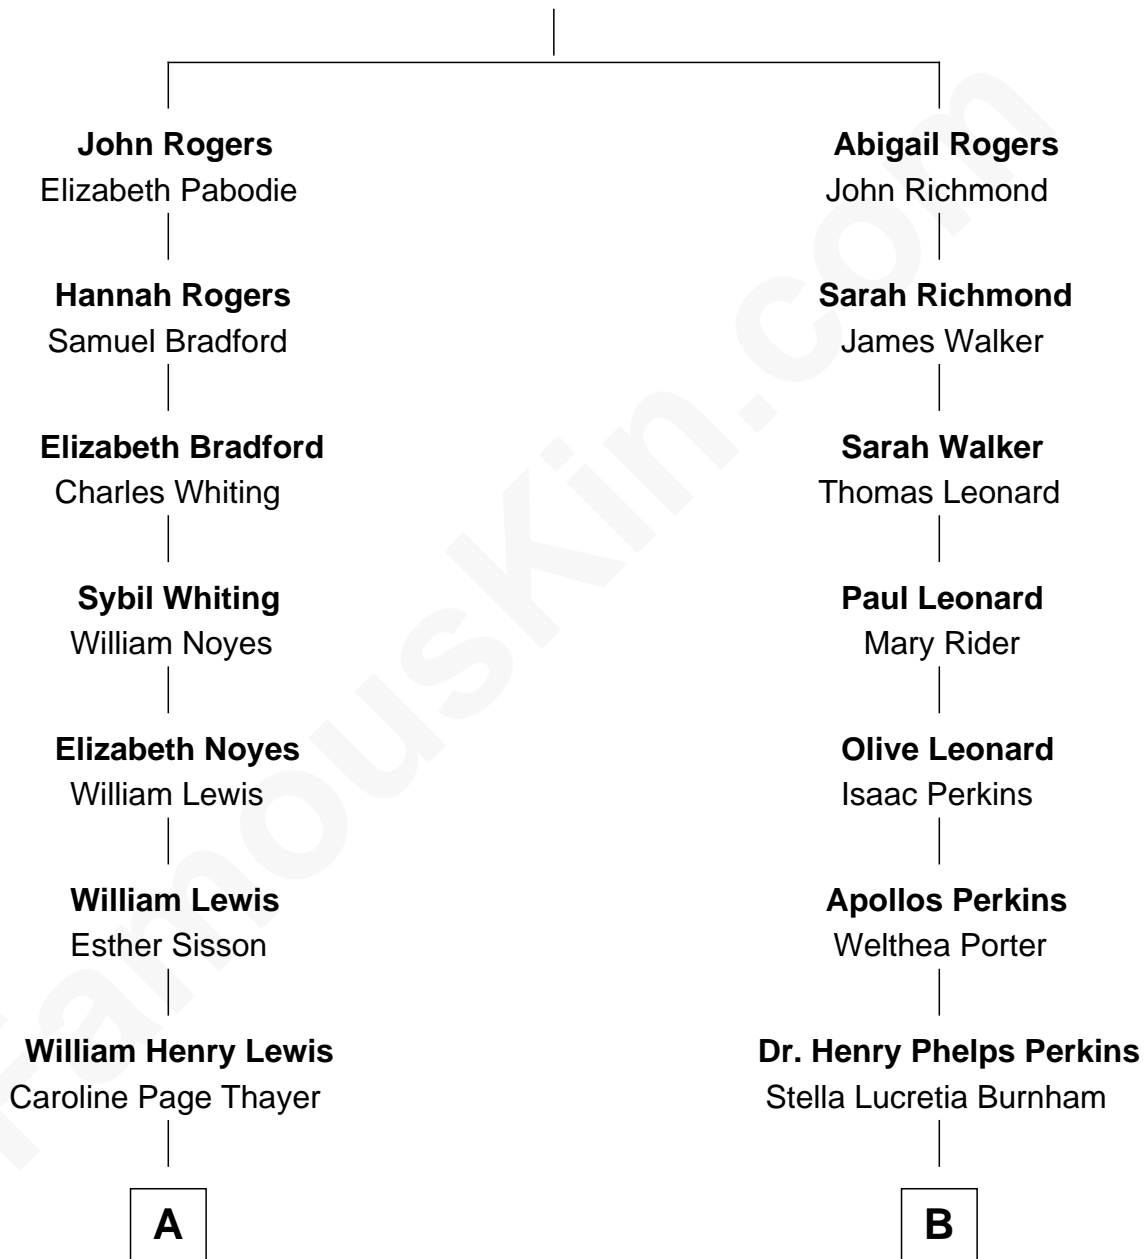 John Rogers
Elizabeth Pabodie
Abigail Rogers
John Richmond
Hannah Rogers
Samuel Bradford
Sarah Richmond
James Walker
Elizabeth Bradford
Charles Whiting
Sarah Walker
Thomas Leonard
Sybil Whiting
William Noyes
Paul Leonard
Mary Rider
Elizabeth Noyes
William Lewis
Olive Leonard
Isaac Perkins
William Lewis
Esther Sisson
Apollos Perkins
Welthea Porter
William Henry Lewis
Caroline Page Thayer
Dr. Henry Phelps Perkins
Stella Lucretia Burnham
A
B
FamousKin.com